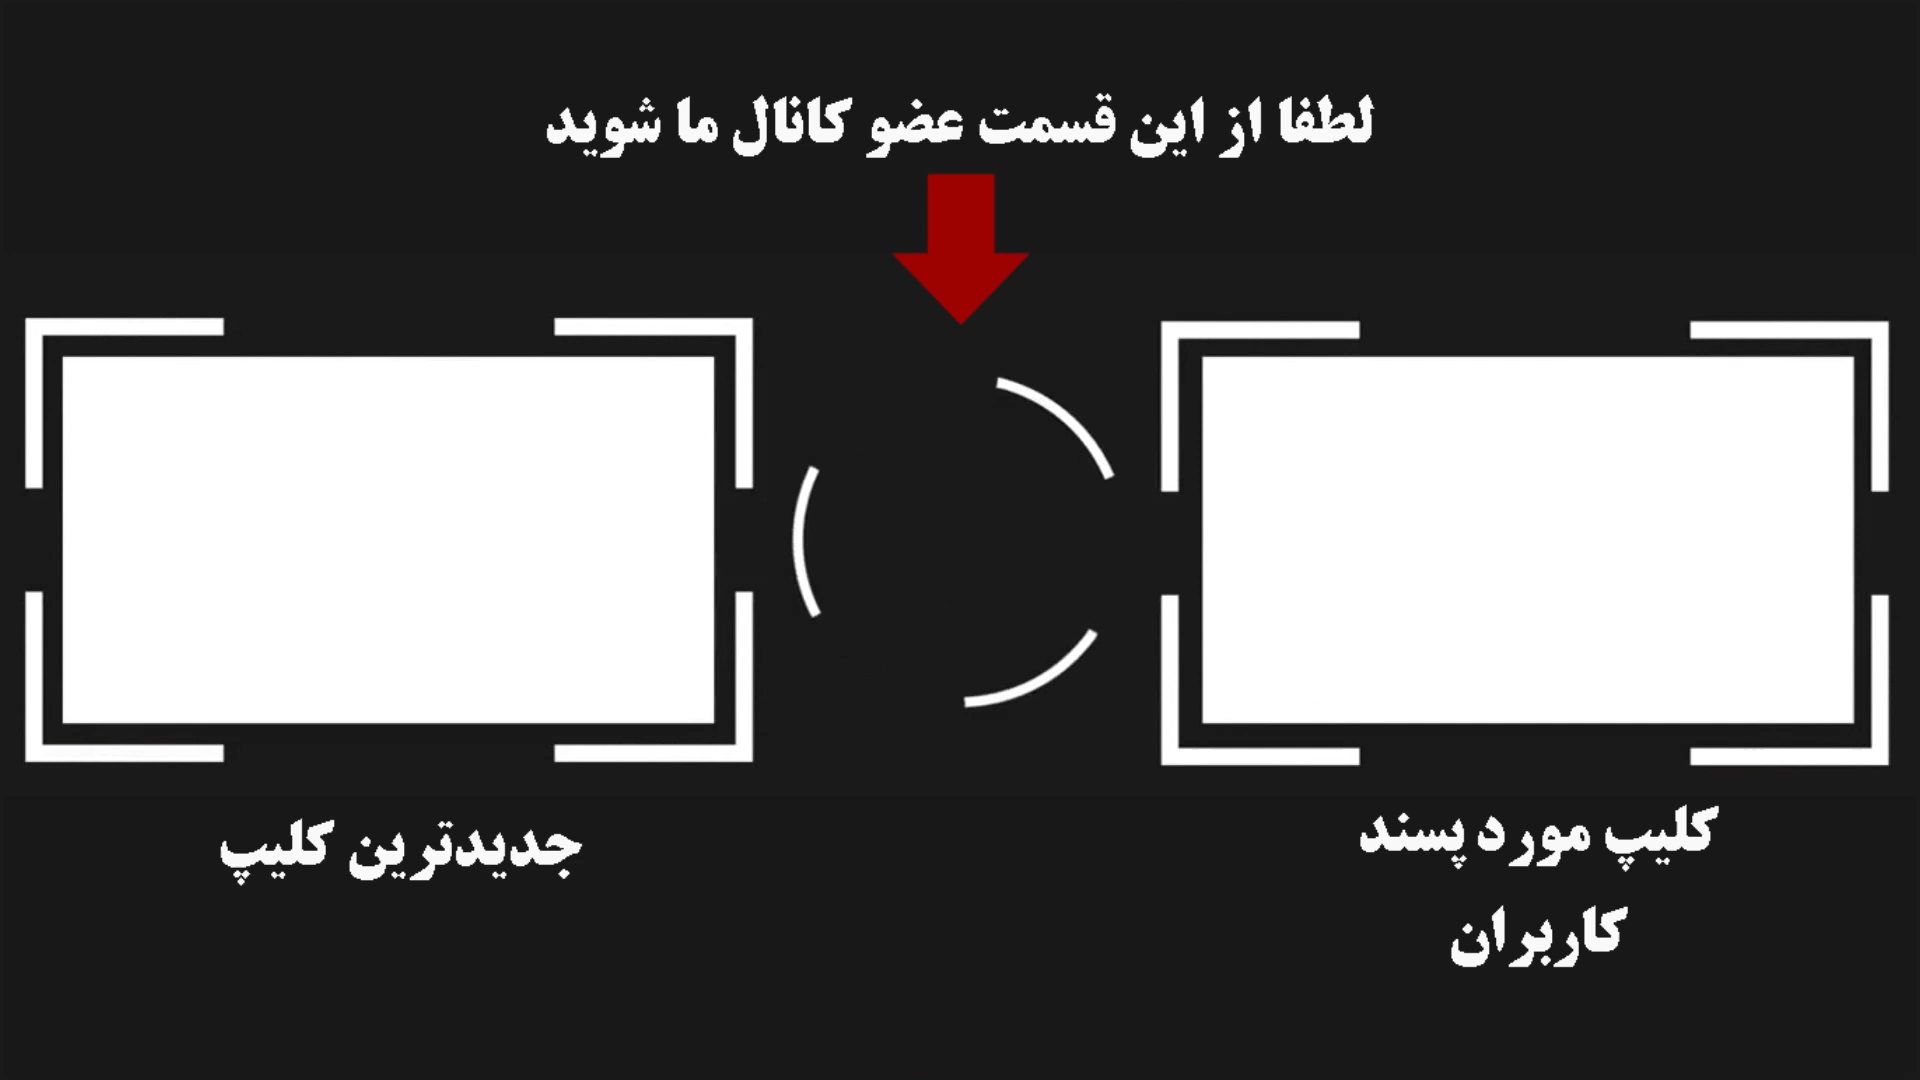 لطفا از این قسمت عضو کانال ما شوید
کلیپ مورد پسند
کاربران
جدیدترین کلیپ